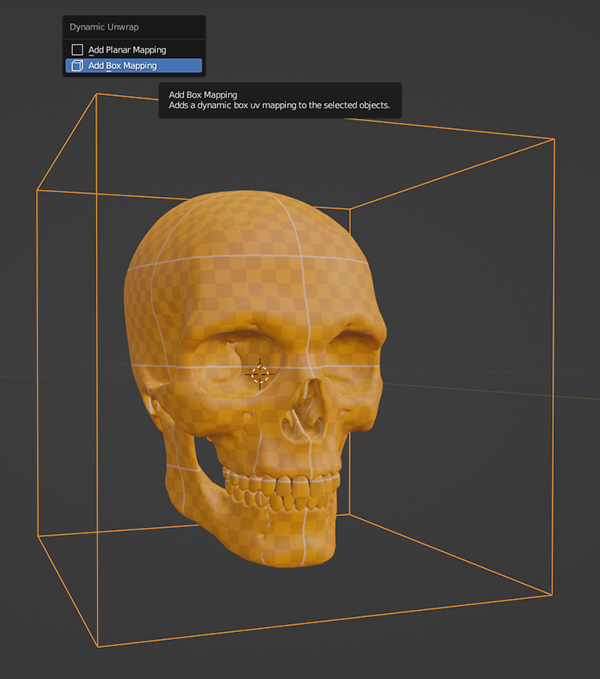 Dynamic Unwrap
Add Planar Mapping
Add Box Mapping
Add Box Mapping
Adds a dynamic box uv mapping to the selected objects.